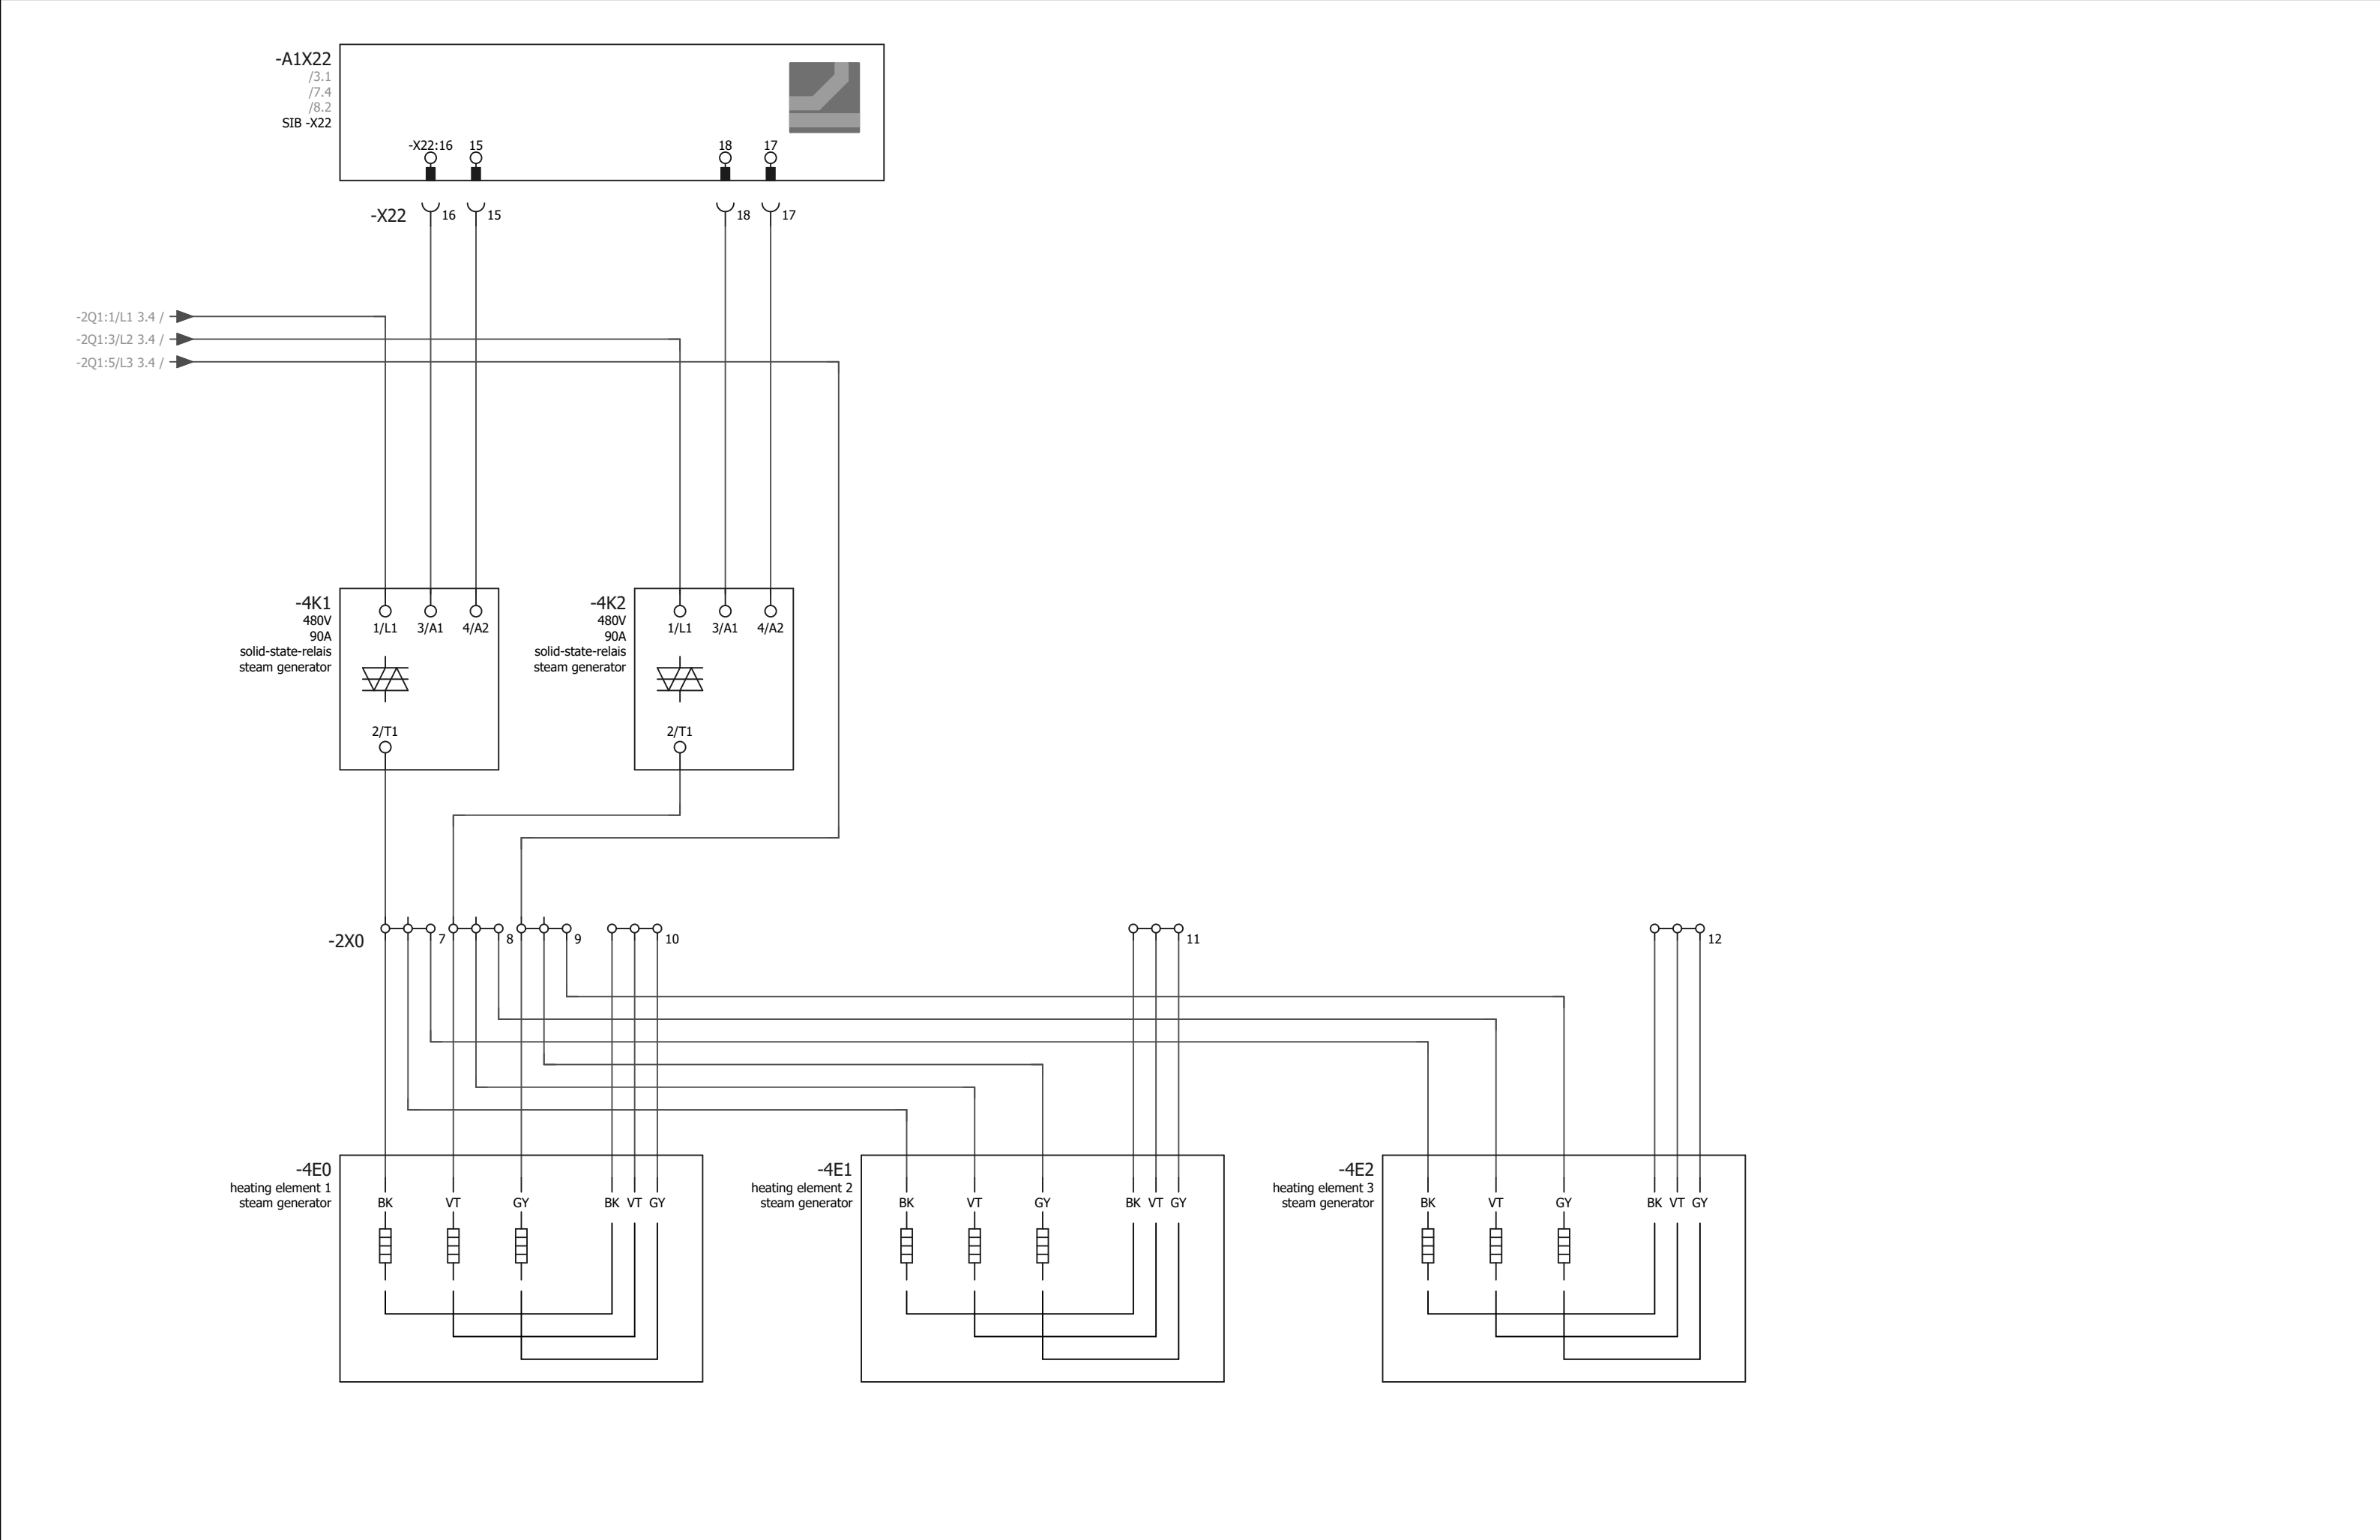 -A1X22
/3.1
/7.4
/8.2
SIB -X22
-X22:16 15 18 17
-X22 16 15 18 17
-2Q1:1/L1 3.4 /
-2Q1:3/L2 3.4 /
-2Q1:5/L3 3.4 /
-4K1
480V
90A
solid-state-relais
steam generator
1/L1 3/A1 4/A2
2/T1
-4K2
480V
90A
solid-state-relais
steam generator
1/L1 3/A1 4/A2
2/T1
-2X0 7 8 9 10 11 12
-4E0
heating element 1
steam generator
BK VT GY BK VT GY
-4E1
heating element 2
steam generator
BK VT GY BK VT GY
-4E2
heating element 3
steam generator
BK VT GY BK VT GY